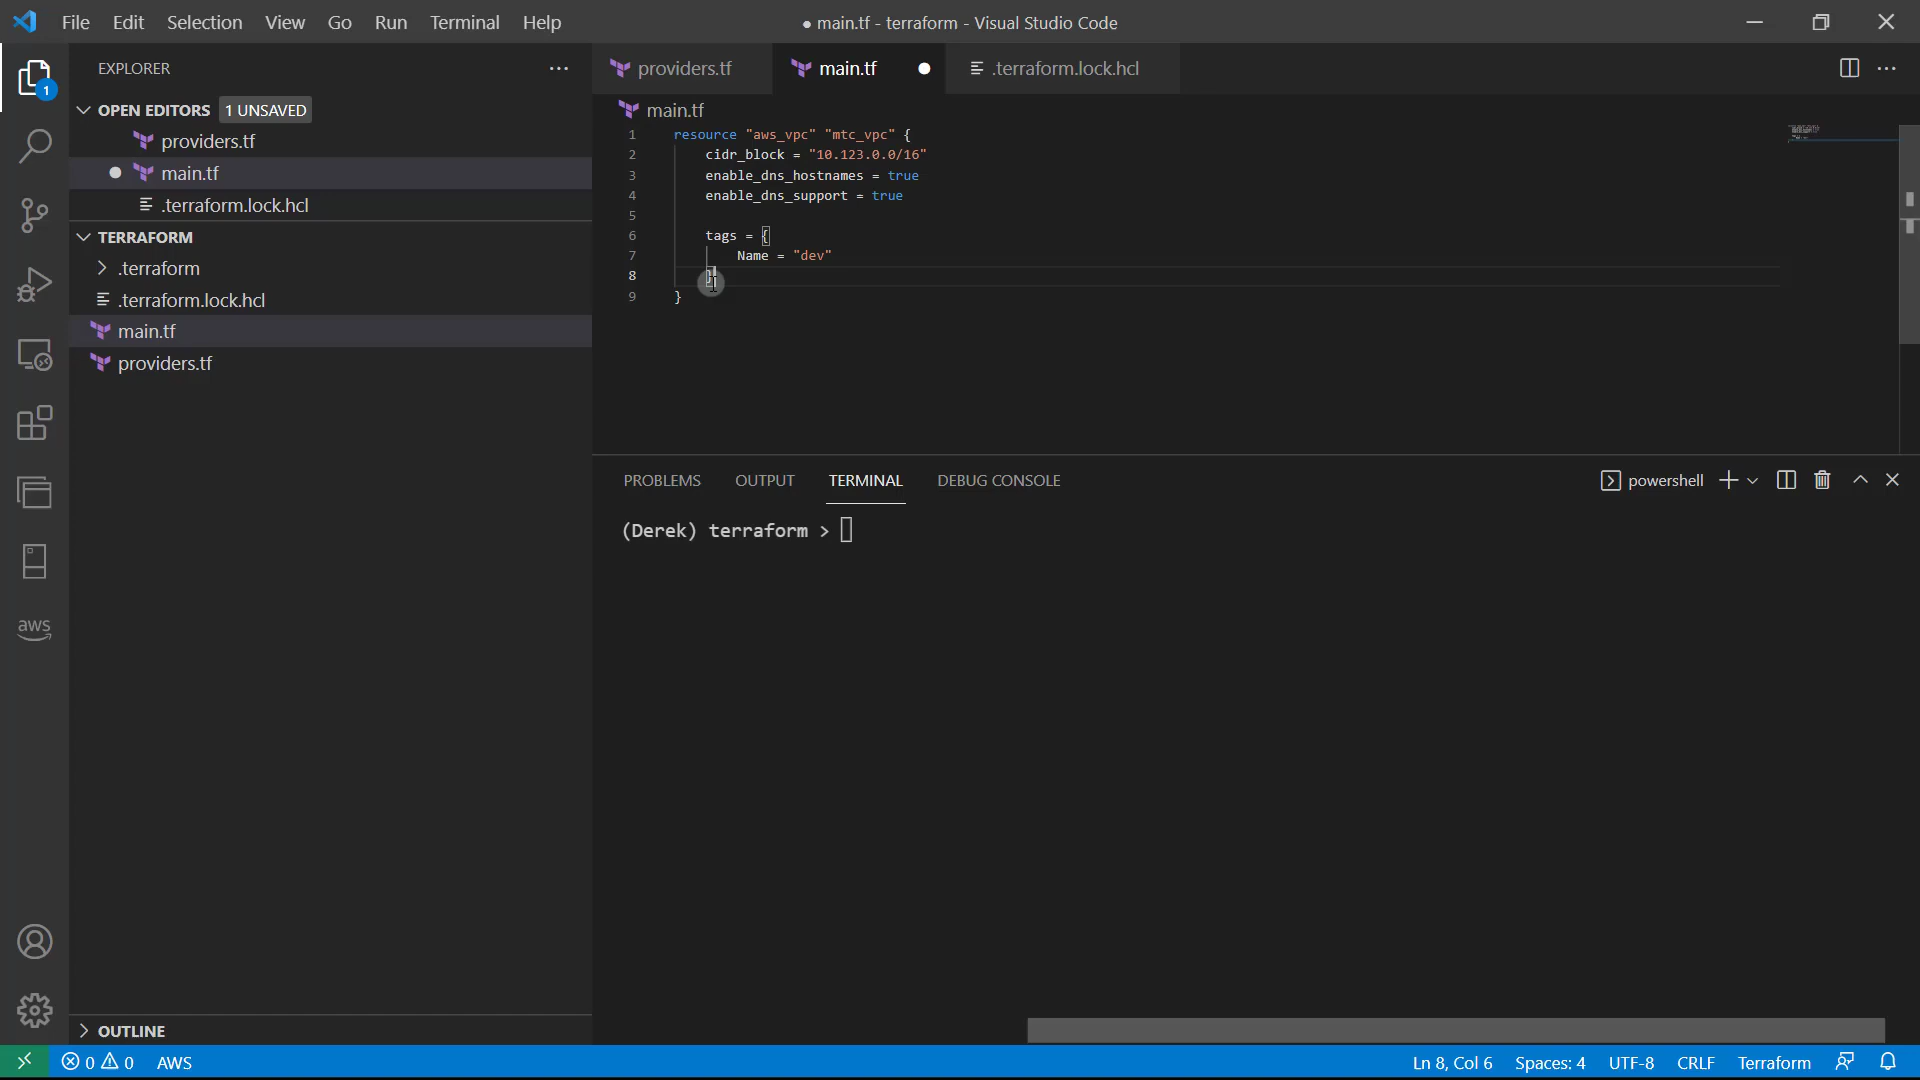 File Edit Selection View Go Run Terminal Help
● main.tf - terraform - Visual Studio Code
EXPLORER
1
OPEN EDITORS 1 UNSAVED
providers.tf
main.tf
.terraform.lock.hcl
TERRAFORM
.terraform
.terraform.lock.hcl
main.tf
providers.tf
aws
OUTLINE
providers.tf main.tf .terraform.lock.hcl
main.tf
1 resource "aws_vpc" "mtc_vpc" {
2 cidr_block = "10.123.0.0/16"
3 enable_dns_hostnames = true
4 enable_dns_support = true
5
6 tags = {
7 Name = "dev"
8 }
9 }
PROBLEMS OUTPUT TERMINAL DEBUG CONSOLE
powershell
(Derek) terraform >
0 0 AWS
Ln 8, Col 6 Spaces: 4 UTF-8 CRLF Terraform